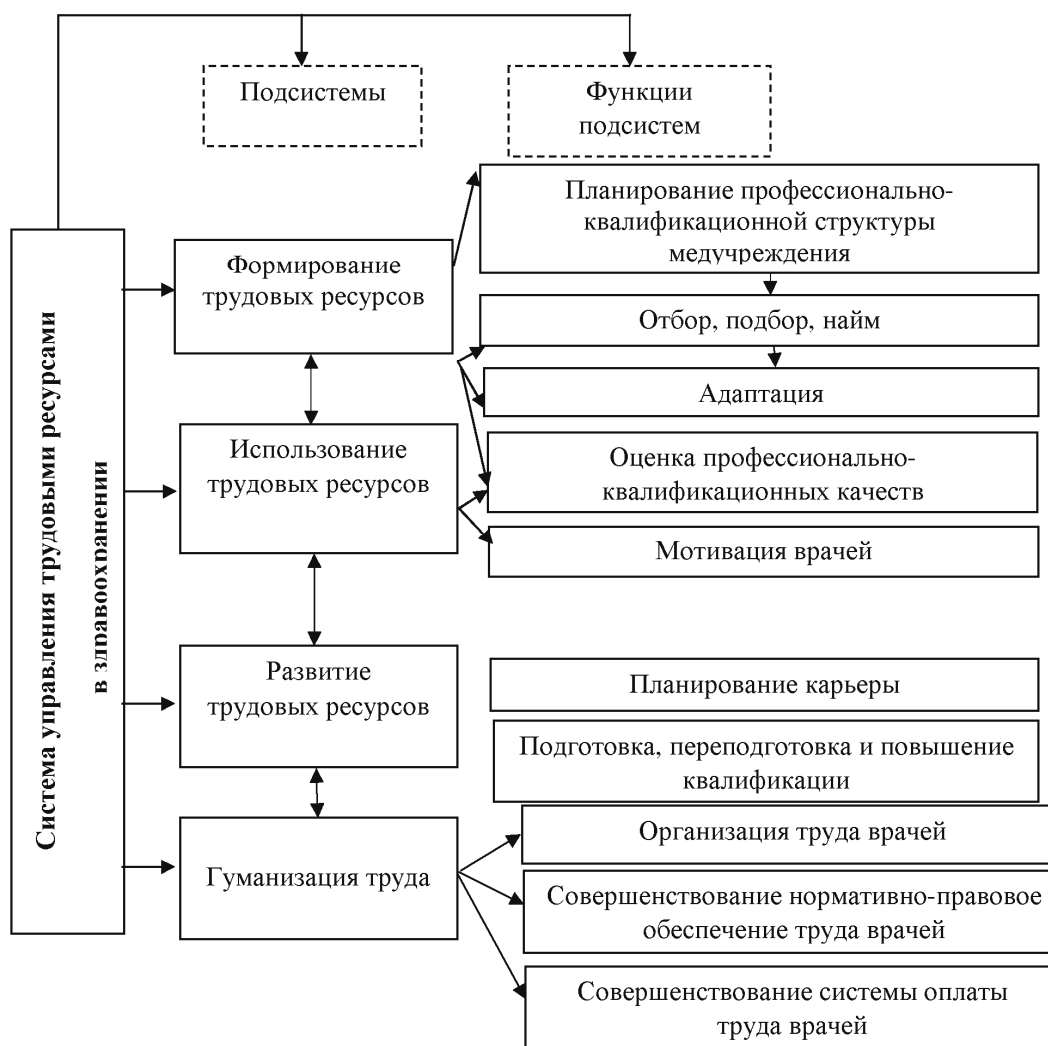 Подсистемы
Функции
подсистем
Система управления трудовыми ресурсами
в здравоохранении
Формирование
трудовых ресурсов
Использование
трудовых ресурсов
Развитие
трудовых ресурсов
Гуманизация труда
Планирование профессионально-
квалификационной структуры
медучреждения
Отбор, подбор, найм
Адаптация
Оценка профессионально-
квалификационных качеств
Мотивация врачей
Планирование карьеры
Подготовка, переподготовка и повышение
квалификации
Организация труда врачей
Совершенствование нормативно-правовое
обеспечение труда врачей
Совершенствование системы оплаты
труда врачей